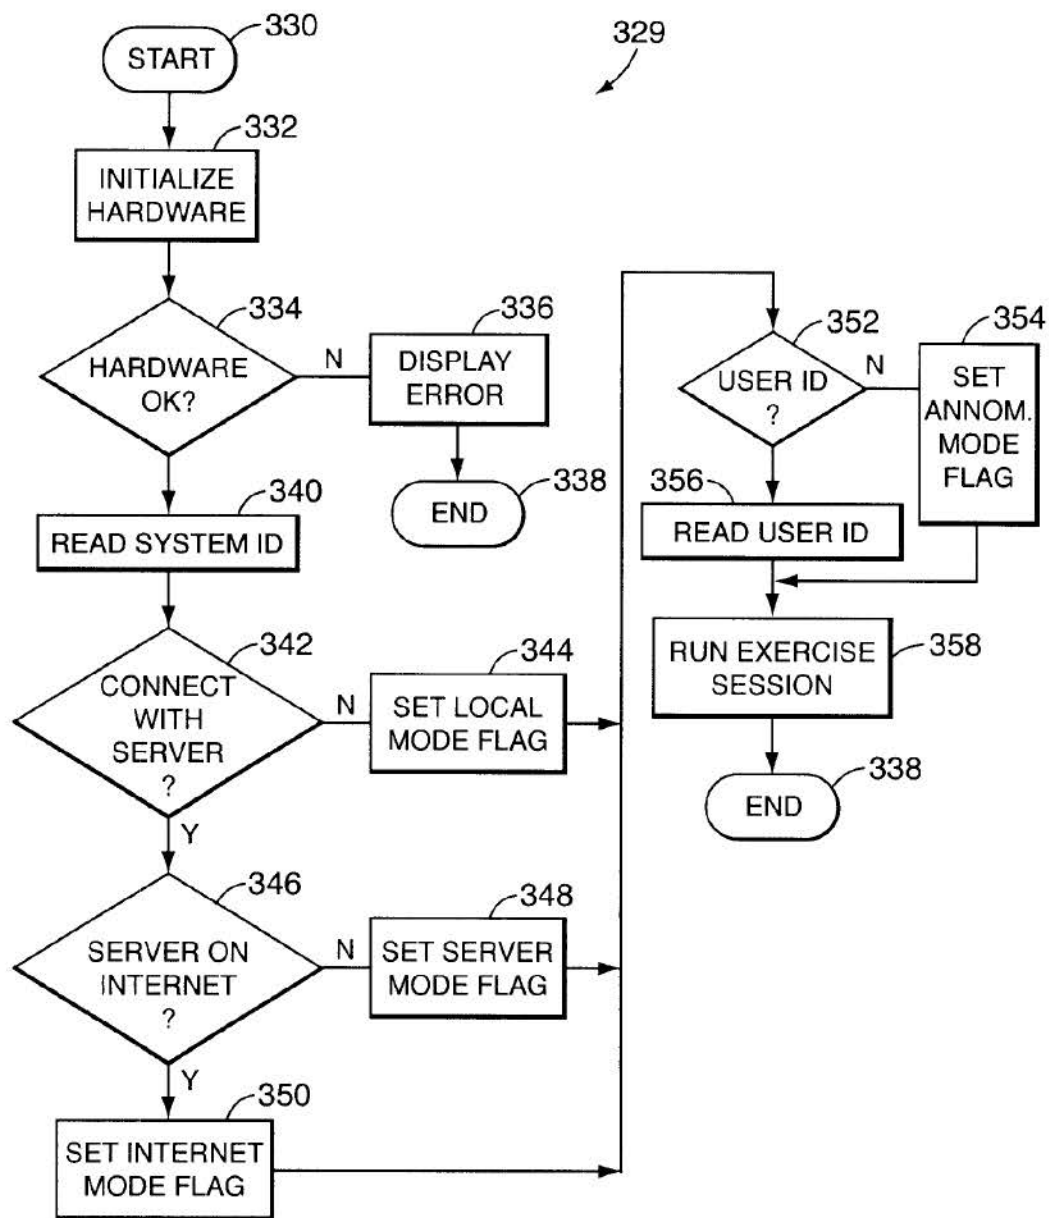 330
START
329
332
INITIALIZE
HARDWARE
334
HARDWARE
OK?
N
336
DISPLAY
ERROR
338
END
340
READ SYSTEM ID
342
CONNECT
WITH
SERVER
?
N
344
SET LOCAL
MODE FLAG
Y
346
SERVER ON
INTERNET
?
N
348
SET SERVER
MODE FLAG
Y
350
SET INTERNET
MODE FLAG
352
USER ID
?
N
354
SET
ANNOM.
MODE
FLAG
356
READ USER ID
358
RUN EXERCISE
SESSION
338
END